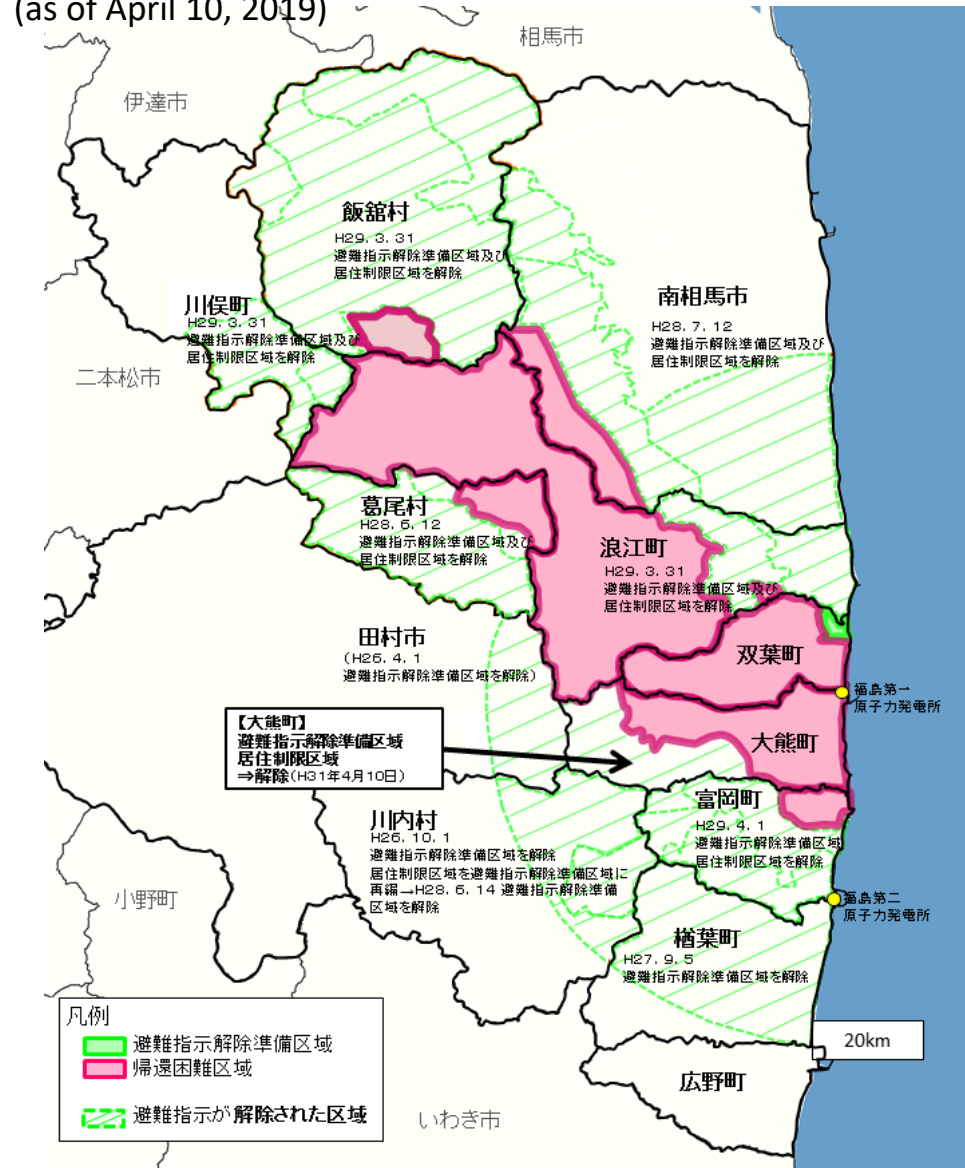 (as of April 10, 2019)
相馬市
伊達市
飯舘村
H29.3.31
避難指示解除準備区域及び
居住制限区域を解除
南相馬市
H28.7.12
避難指示解除準備区域及び
居住制限区域を解除
川俣町
H29.3.31
避難指示解除準備区域及び
居住制限区域を解除
二本松市
葛尾村
H28.6.12
避難指示解除準備区域及び
居住制限区域を解除
浪江町
H29.3.31
避難指示解除準備区域及び
居住制限区域を解除
田村市
(H26.4.1
避難指示解除準備区域を解除)
双葉町
福島第一
原子力発電所
【大熊町】
避難指示解除準備区域
居住制限区域
⇒解除(H31年4月10日)
大熊町
富岡町
H29.4.1
避難指示解除準備区域
居住制限区域を解除
川内村
H26.10.1
避難指示解除準備区域を解除
居住制限区域を避難指示解除準備区域に
再編→H28.6.14 避難指示解除準備
区域を解除
小野町
福島第二
原子力発電所
楢葉町
H27.9.5
避難指示解除準備区域を解除
20km
凡例
避難指示解除準備区域
帰還困難区域
避難指示が解除された区域
広野町
いわき市